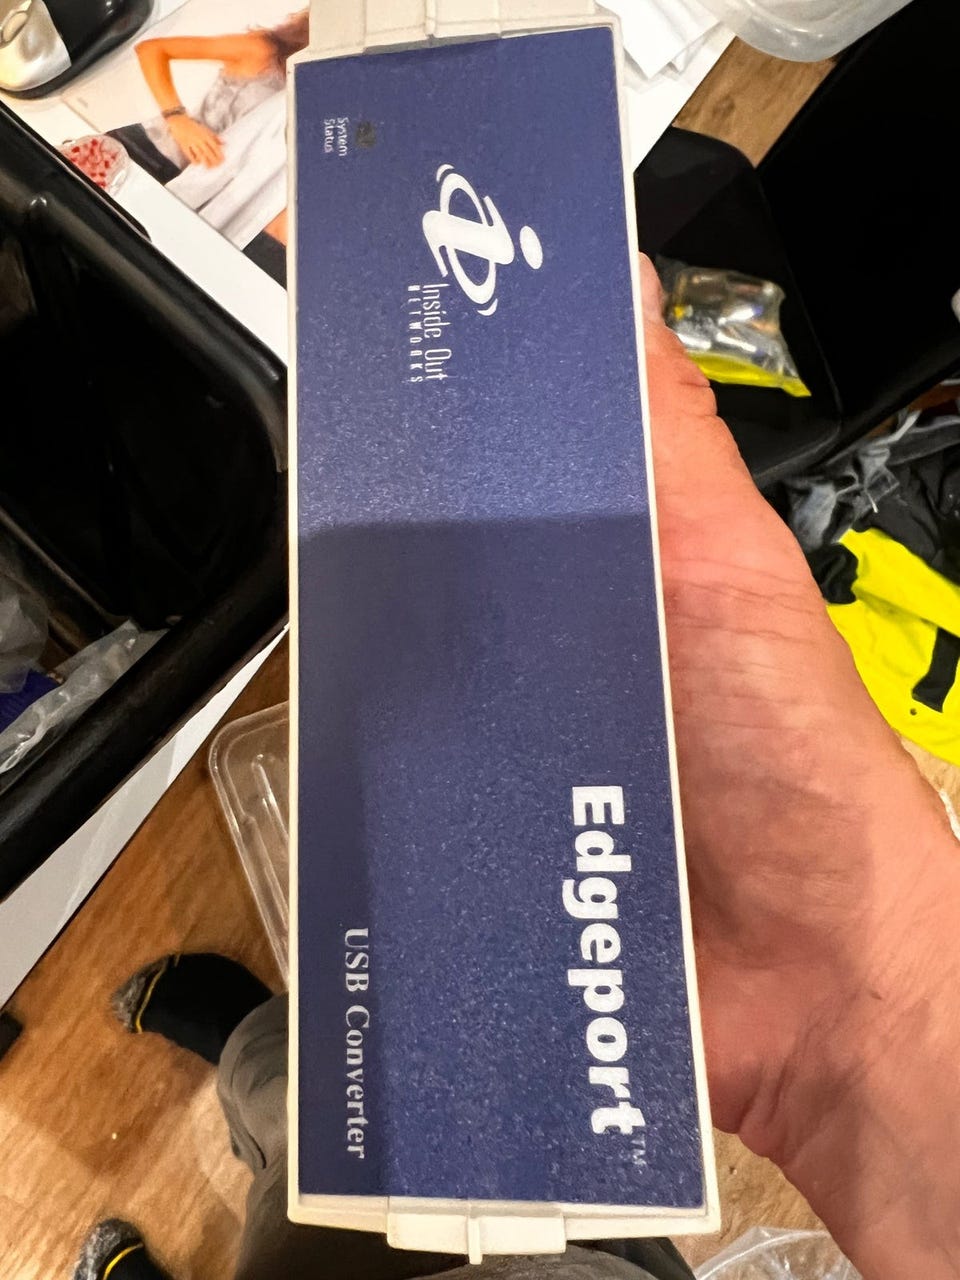 System
Status
Inside Out
NETWORKS
Edgeport™
USB Converter